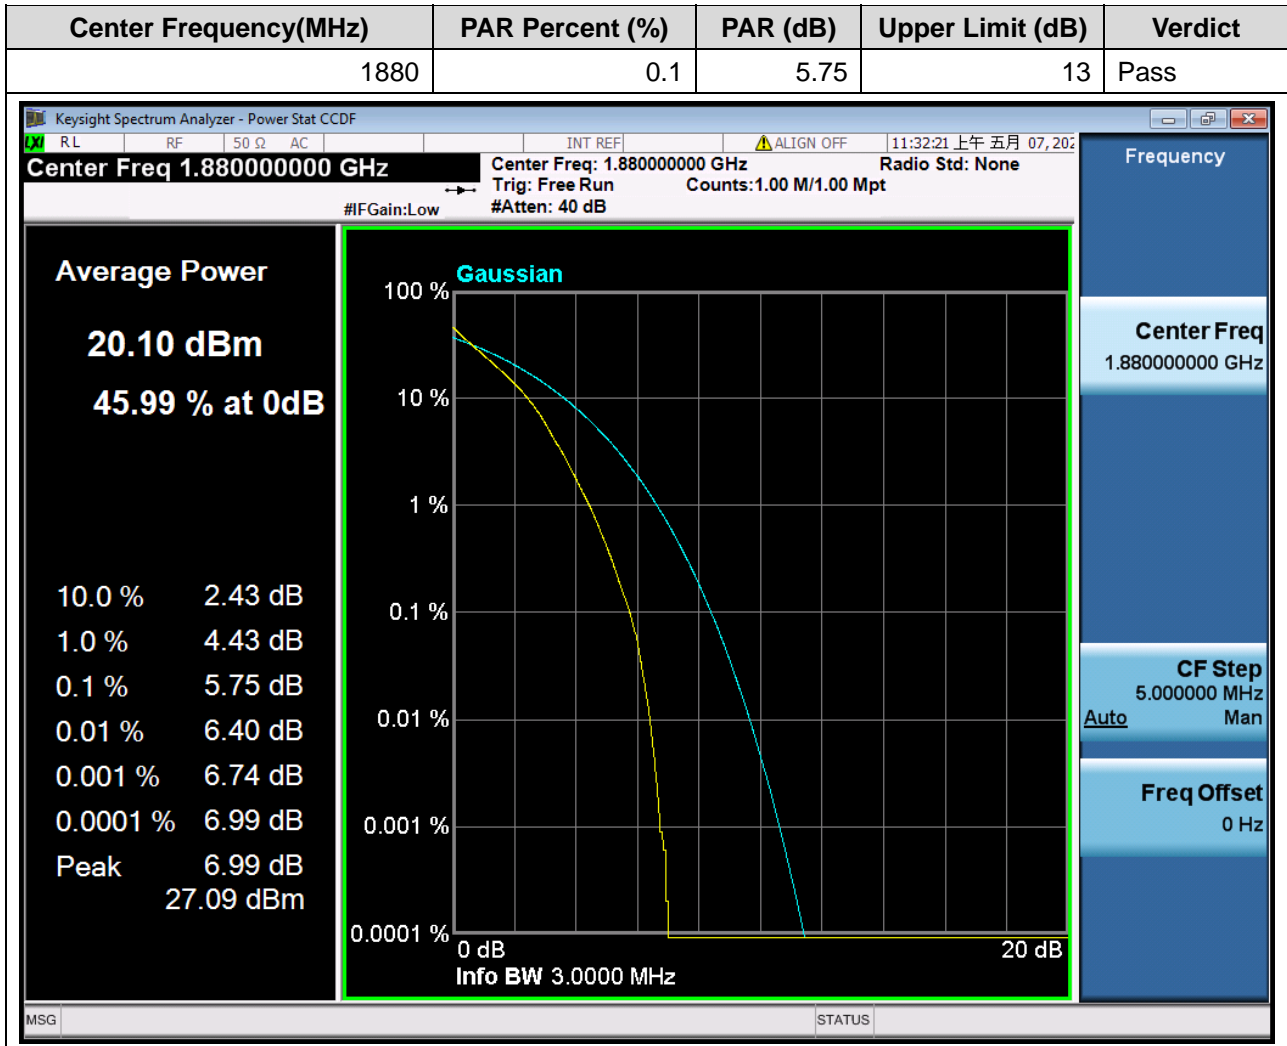 Center Frequency(MHz) PAR Percent (%) PAR (dB) Upper Limit (dB) Verdict
1880 0.1 5.75 13 Pass
Keysight Spectrum Analyzer - Power Stat CCDF
LXI RL RF 50 Ω AC INT REF ALIGN OFF 11:32:21 上午 五月 07, 202
Center Freq 1.880000000 GHz
Center Freq: 1.880000000 GHz Radio Std: None
Trig: Free Run Counts:1.00 M/1.00 Mpt
#IFGain:Low #Atten: 40 dB
Average Power
20.10 dBm
45.99 % at 0dB
10.0 % 2.43 dB
1.0 % 4.43 dB
0.1 % 5.75 dB
0.01 % 6.40 dB
0.001 % 6.74 dB
0.0001 % 6.99 dB
Peak 6.99 dB
27.09 dBm
Gaussian
100 %
10 %
1 %
0.1 %
0.01 %
0.001 %
0.0001 %
0 dB 20 dB
Info BW 3.0000 MHz
Frequency
Center Freq
1.880000000 GHz
CF Step
5.000000 MHz
Auto Man
Freq Offset
0 Hz
MSG STATUS